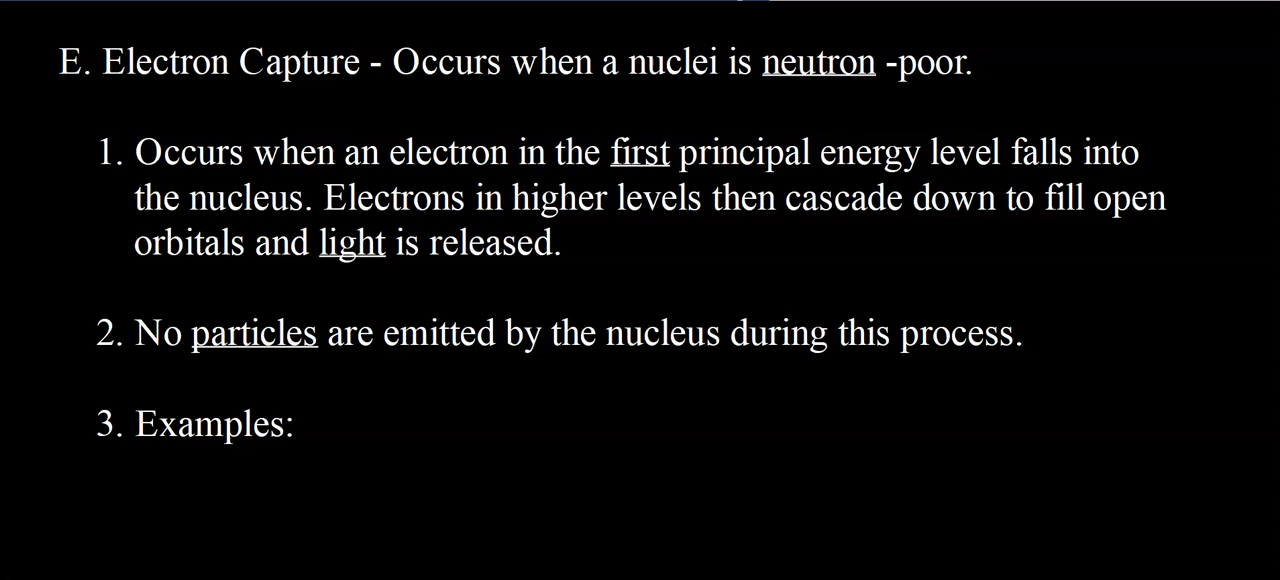 E. Electron Capture - Occurs when a nuclei is neutron -poor.
1. Occurs when an electron in the first principal energy level falls into
the nucleus. Electrons in higher levels then cascade down to fill open
orbitals and light is released.
2. No particles are emitted by the nucleus during this process.
3. Examples: